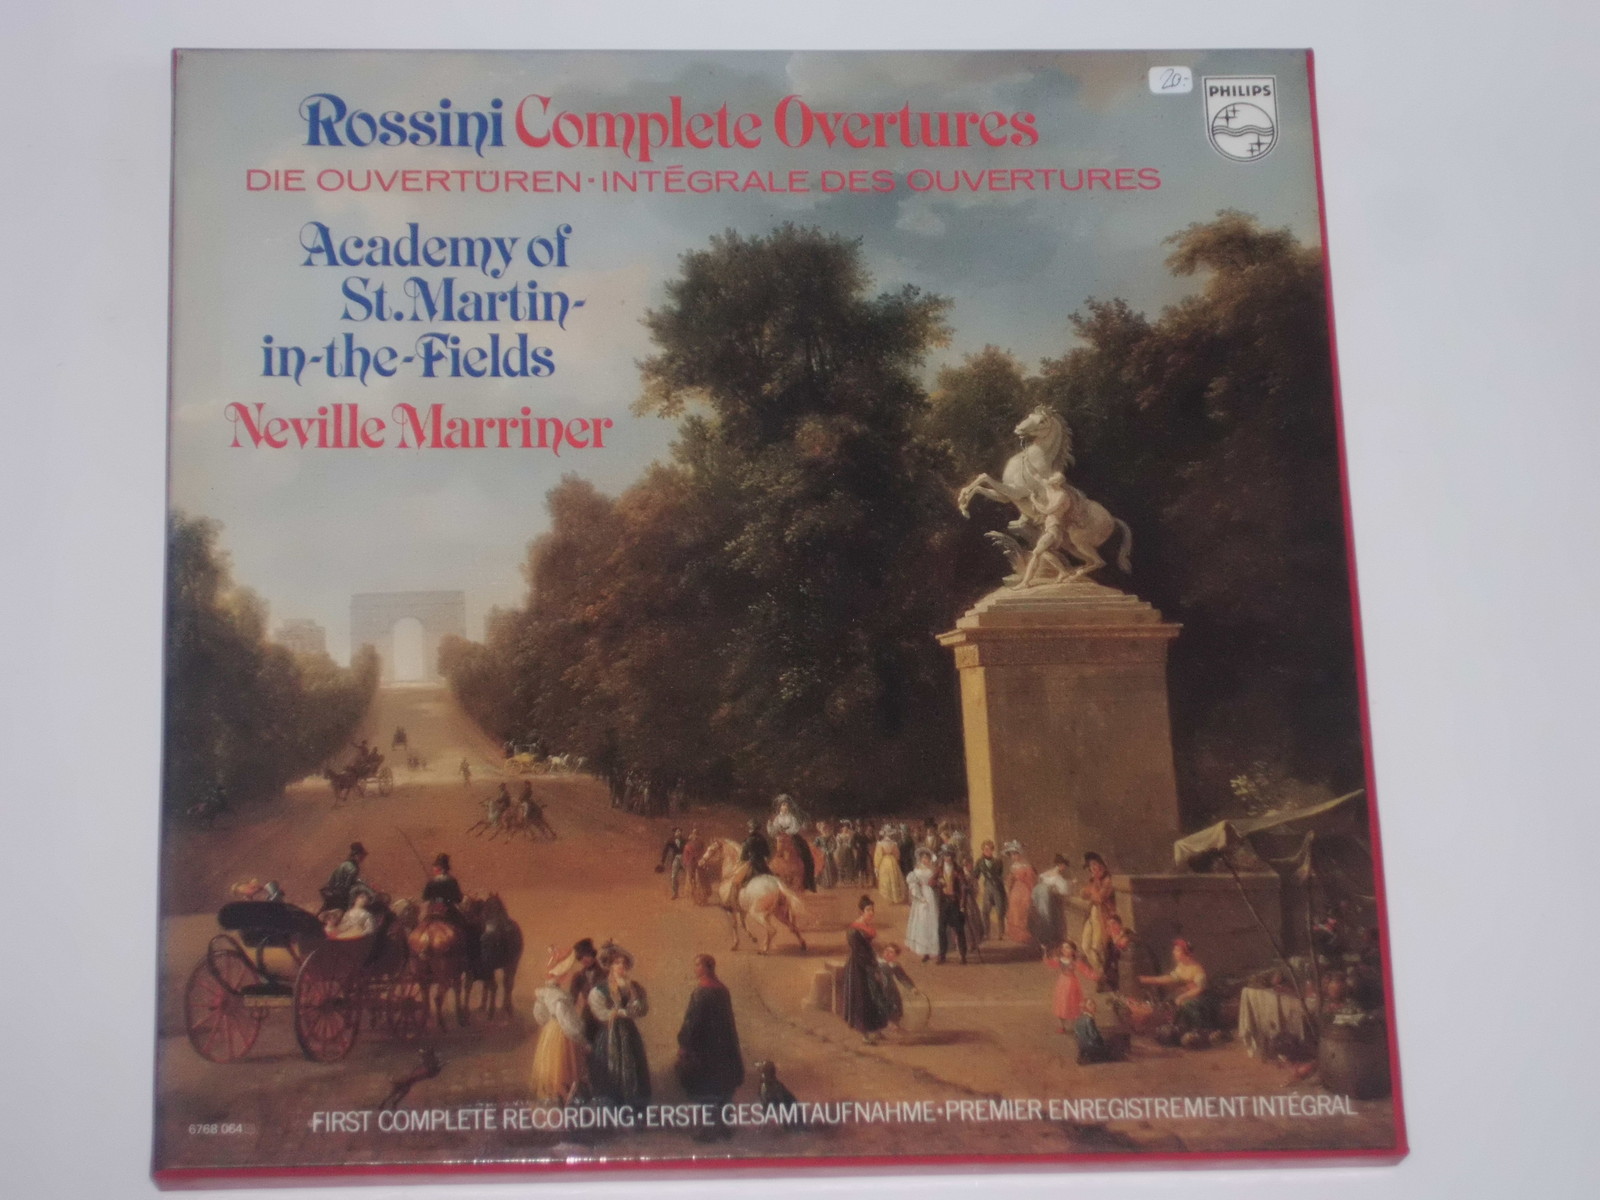 Rossini Complete Overtures
DIE OUVERTÜREN·INTÉGRALE DES OUVERTURES
20.-
PHILIPS
Academy of
St. Martin-
in-the-Fields
Neville Marriner
6768 064
FIRST COMPLETE RECORDING·ERSTE GESAMTAUFNAHME·PREMIER ENREGISTREMENT INTÉGRAL